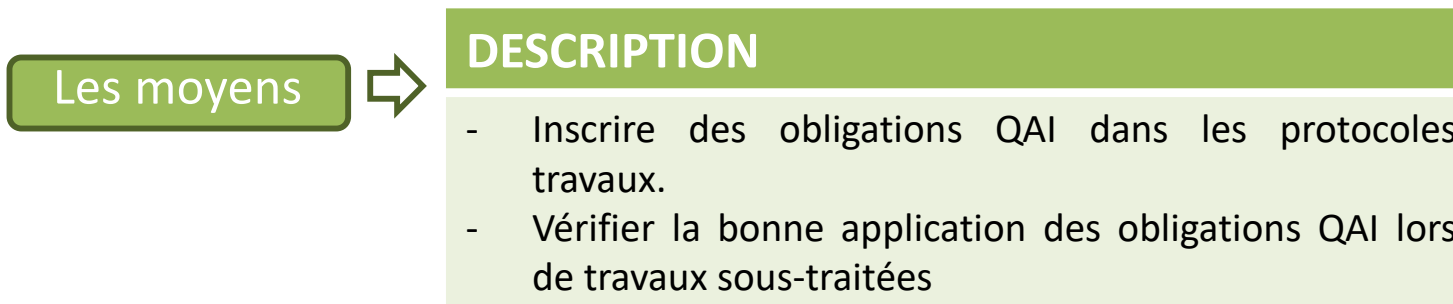 Les moyens
DESCRIPTION
- Inscrire des obligations QAI dans les protocoles
travaux.
- Vérifier la bonne application des obligations QAI lors
de travaux sous-traitées